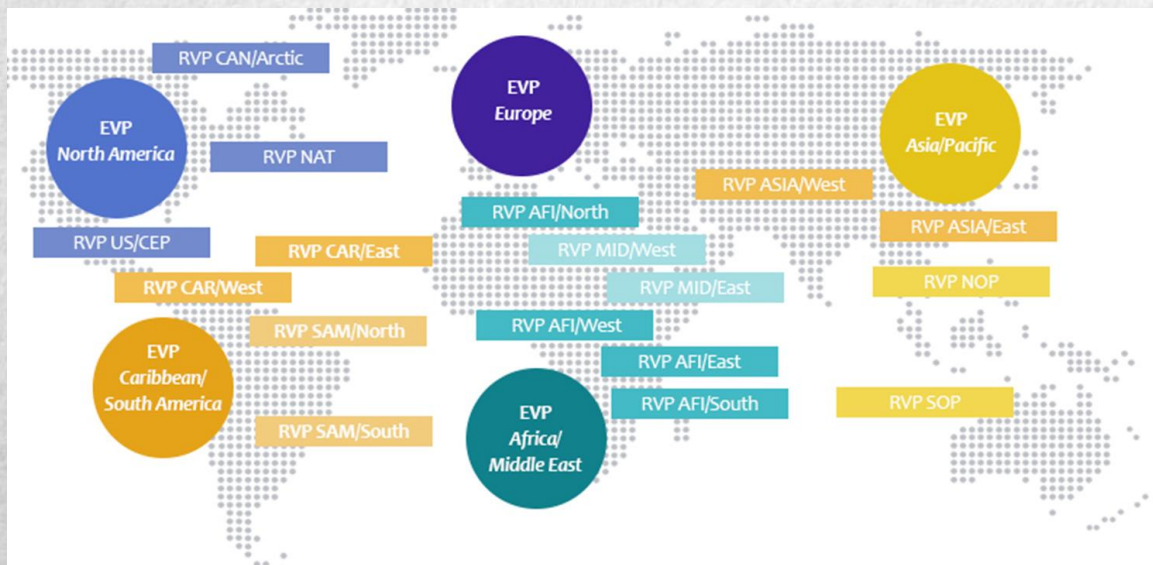 RVP CAN/Arctic
EVP
North America
RVP NAT
RVP US/CEP
EVP
Europe
EVP
Asia/Pacific
RVP ASIA/West
RVP AFI/North
RVP ASIA/East
RVP CAR/East
RVP MID/West
RVP CAR/West
RVP MID/East
RVP NOP
RVP SAM/North
RVP AFI/West
EVP
Caribbean/
South America
RVP AFI/East
RVP AFI/South
RVP SOP
RVP SAM/South
EVP
Africa/
Middle East